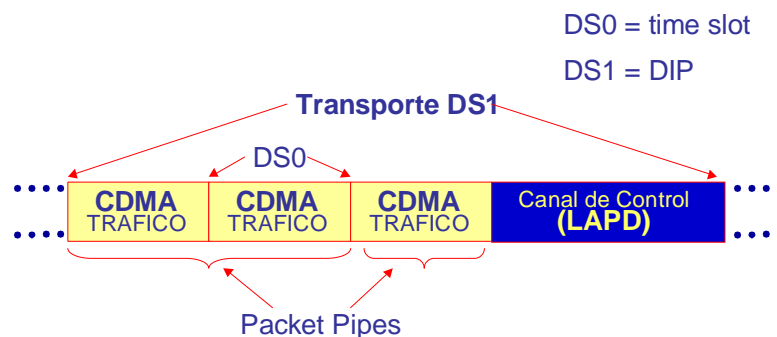 DS0 = time slot
DS1 = DIP
Transporte DS1
DS0
CDMA
TRAFICO
CDMA
TRAFICO
CDMA
TRAFICO
Canal de Control
(LAPD)
Packet Pipes